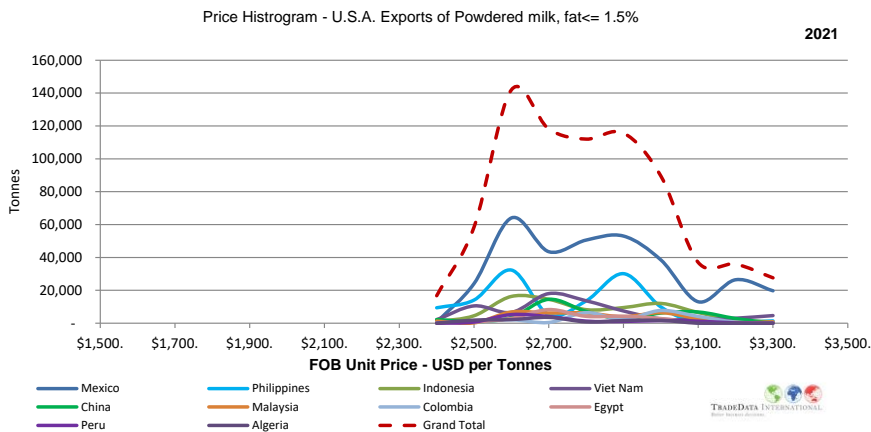 Price Histrogram - U.S.A. Exports of Powdered milk, fat<= 1.5%
2021
160,000
140,000
120,000
100,000
80,000
60,000
40,000
20,000
-
Tonnes
$1,500. $1,700. $1,900. $2,100. $2,300. $2,500. $2,700. $2,900. $3,100. $3,300. $3,500.
FOB Unit Price - USD per Tonnes
Mexico Philippines Indonesia Viet Nam
China Malaysia Colombia Egypt
Peru Algeria Grand Total
TRADEDATA INTERNATIONAL